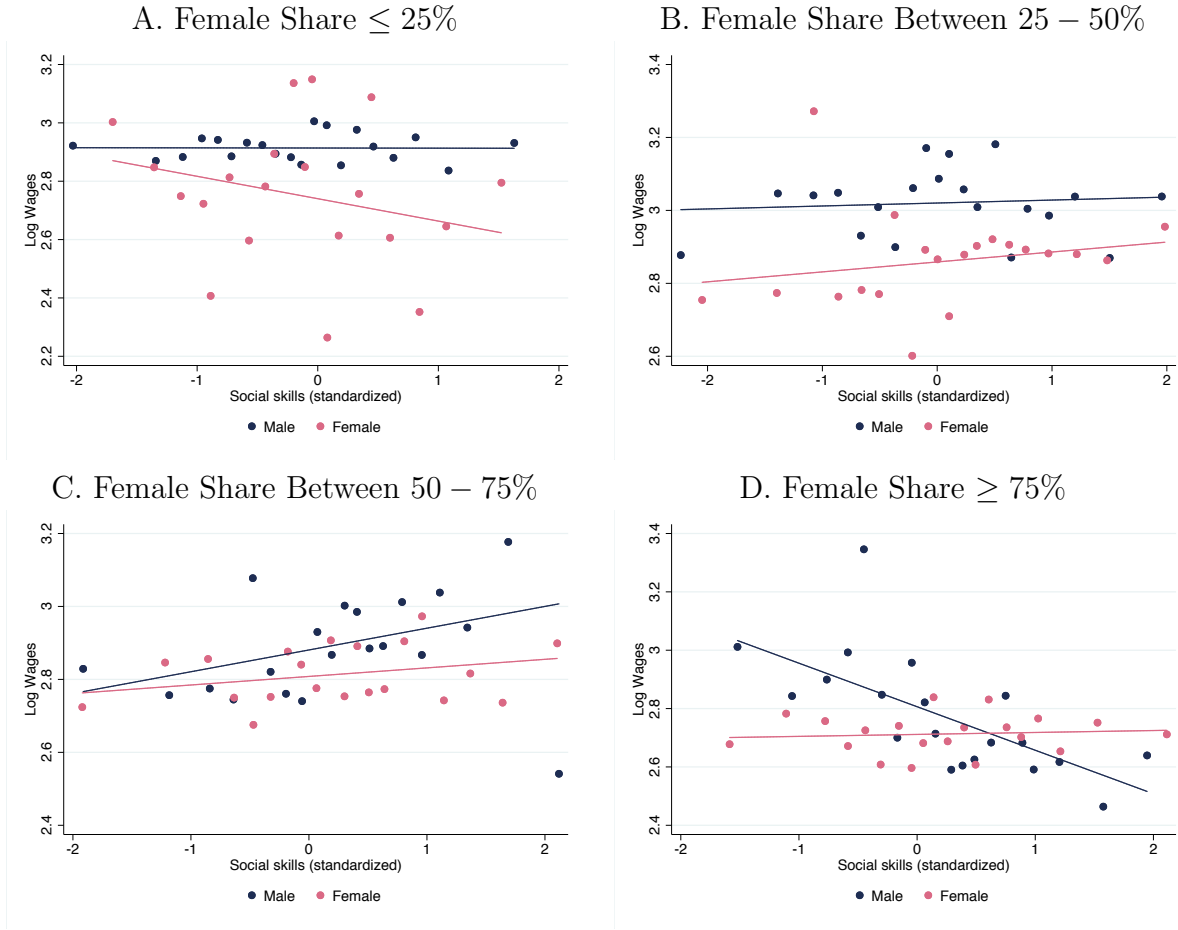 A. Female Share ≤ 25%
3.2
3
2.8
2.6
2.4
2.2
Log Wages
-2 -1 0 1 2
Social skills (standardized)
Male Female
B. Female Share Between 25 − 50%
3.4
3.2
3
2.8
2.6
Log Wages
-2 -1 0 1 2
Social skills (standardized)
Male Female
C. Female Share Between 50 − 75%
3.2
3
2.8
2.6
2.4
Log Wages
-2 -1 0 1 2
Social skills (standardized)
Male Female
D. Female Share ≥ 75%
3.4
3.2
3
2.8
2.6
2.4
Log Wages
-2 -1 0 1 2
Social skills (standardized)
Male Female